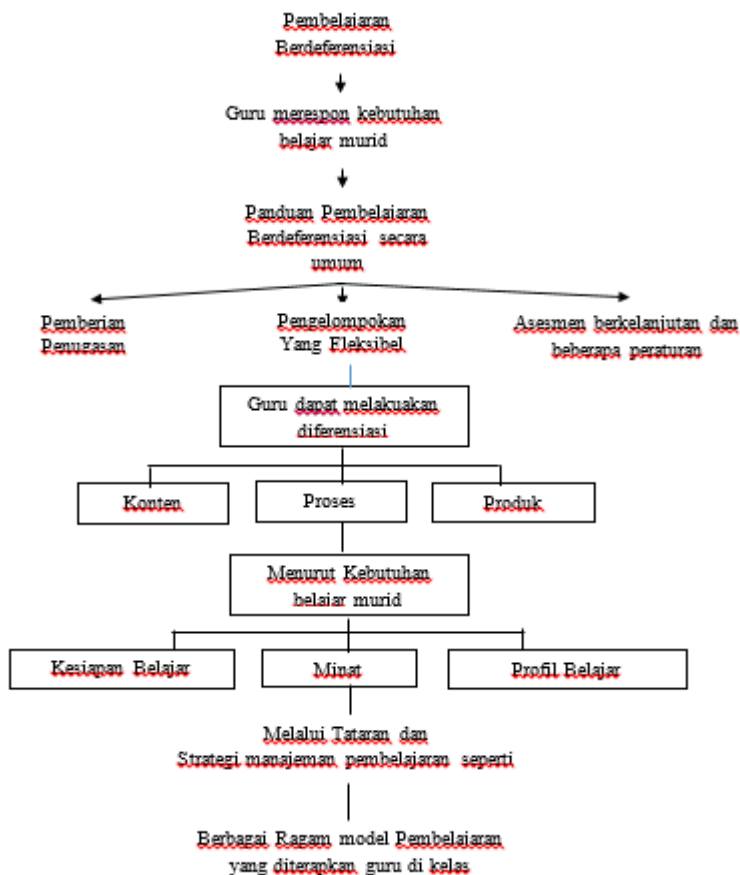 Pembelajaran
Berdeferensiasi
Guru merespon kebutuhan
belajar murid
Panduan Pembelajaran
Berdeferensiasi secara
umum
Pemberian
Penugasan
Pengelompokan
Yang Fleksibel
Asesmen berkelanjutan dan
beberapa peraturan
Guru dapat melakuakan
diferensiasi
Konten
Proses
Produk
Menurut Kebutuhan
belajar murid
Kesiapan Belajar
Minat
Profil Belajar
Melalui Tataran dan
Strategi manajemen pembelajaran seperti
Berbagai Ragam model Pembelajaran
yang diterapkan guru di kelas